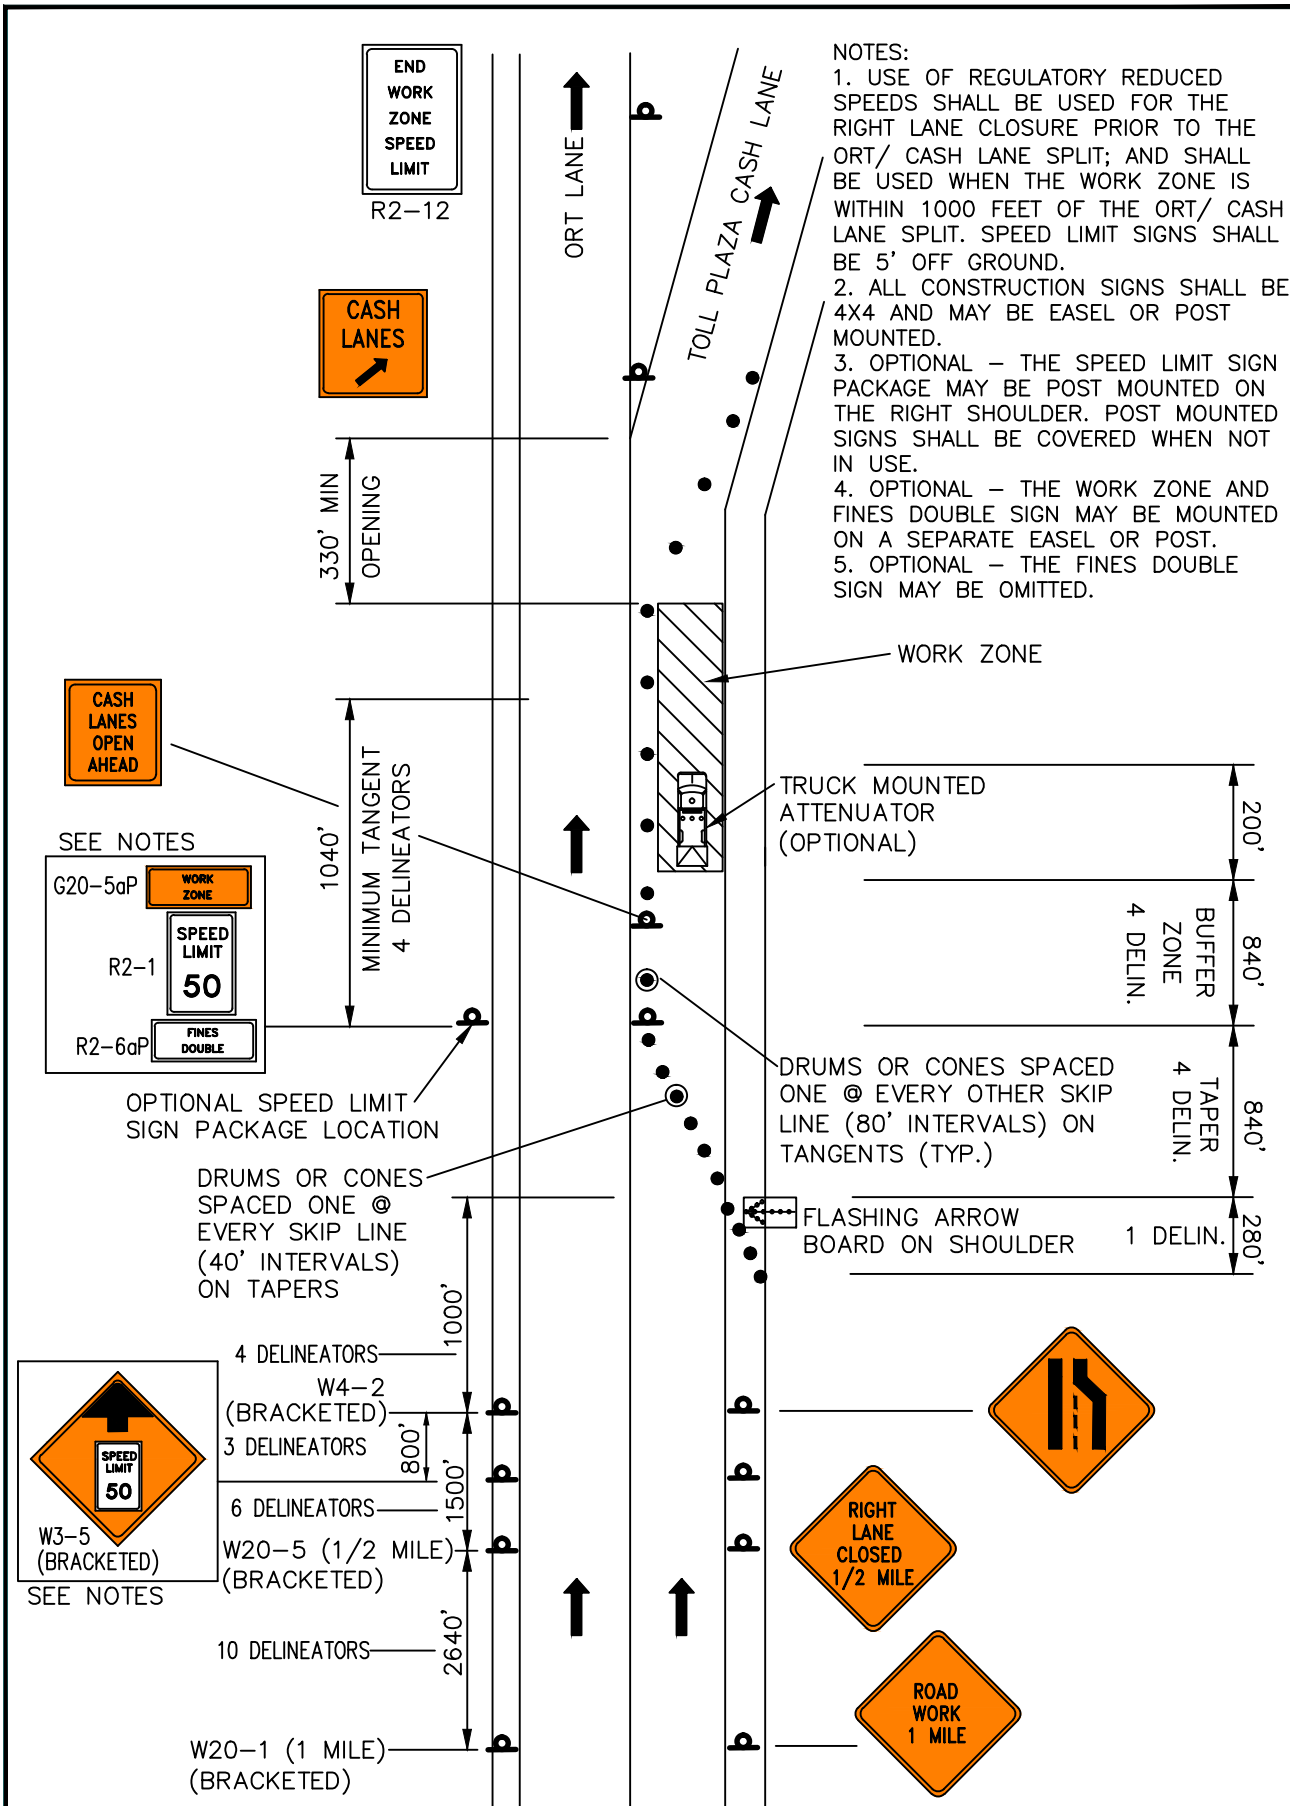 END
WORK
ZONE
SPEED
LIMIT
R2-12
ORT LANE
TOLL PLAZA CASH LANE
NOTES:
1. USE OF REGULATORY REDUCED
SPEEDS SHALL BE USED FOR THE
RIGHT LANE CLOSURE PRIOR TO THE
ORT/ CASH LANE SPLIT; AND SHALL
BE USED WHEN THE WORK ZONE IS
WITHIN 1000 FEET OF THE ORT/ CASH
LANE SPLIT. SPEED LIMIT SIGNS SHALL
BE 5' OFF GROUND.
2. ALL CONSTRUCTION SIGNS SHALL BE
4X4 AND MAY BE EASEL OR POST
MOUNTED.
3. OPTIONAL – THE SPEED LIMIT SIGN
PACKAGE MAY BE POST MOUNTED ON
THE RIGHT SHOULDER. POST MOUNTED
SIGNS SHALL BE COVERED WHEN NOT
IN USE.
4. OPTIONAL – THE WORK ZONE AND
FINES DOUBLE SIGN MAY BE MOUNTED
ON A SEPARATE EASEL OR POST.
5. OPTIONAL – THE FINES DOUBLE
SIGN MAY BE OMITTED.
CASH
LANES
330' MIN
OPENING
WORK ZONE
CASH
LANES
OPEN
AHEAD
1040'
MINIMUM TANGENT
4 DELINEATORS
TRUCK MOUNTED
ATTENUATOR
(OPTIONAL)
200'
SEE NOTES
G20-5aP
WORK
ZONE
R2-1
SPEED
LIMIT
50
R2-6aP
FINES
DOUBLE
840'
BUFFER
ZONE
4 DELIN.
OPTIONAL SPEED LIMIT
SIGN PACKAGE LOCATION
DRUMS OR CONES SPACED
ONE @ EVERY OTHER SKIP
LINE (80' INTERVALS) ON
TANGENTS (TYP.)
840'
TAPER
4 DELIN.
DRUMS OR CONES
SPACED ONE @
EVERY SKIP LINE
(40' INTERVALS)
ON TAPERS
FLASHING ARROW
BOARD ON SHOULDER
280'
1 DELIN.
1000'
4 DELINEATORS
W4-2
(BRACKETED)
3 DELINEATORS
800'
1500'
6 DELINEATORS
SPEED
LIMIT
50
W3-5
(BRACKETED)
SEE NOTES
W20-5 (1/2 MILE)
(BRACKETED)
RIGHT
LANE
CLOSED
1/2 MILE
10 DELINEATORS
2640'
ROAD
WORK
1 MILE
W20-1 (1 MILE)
(BRACKETED)